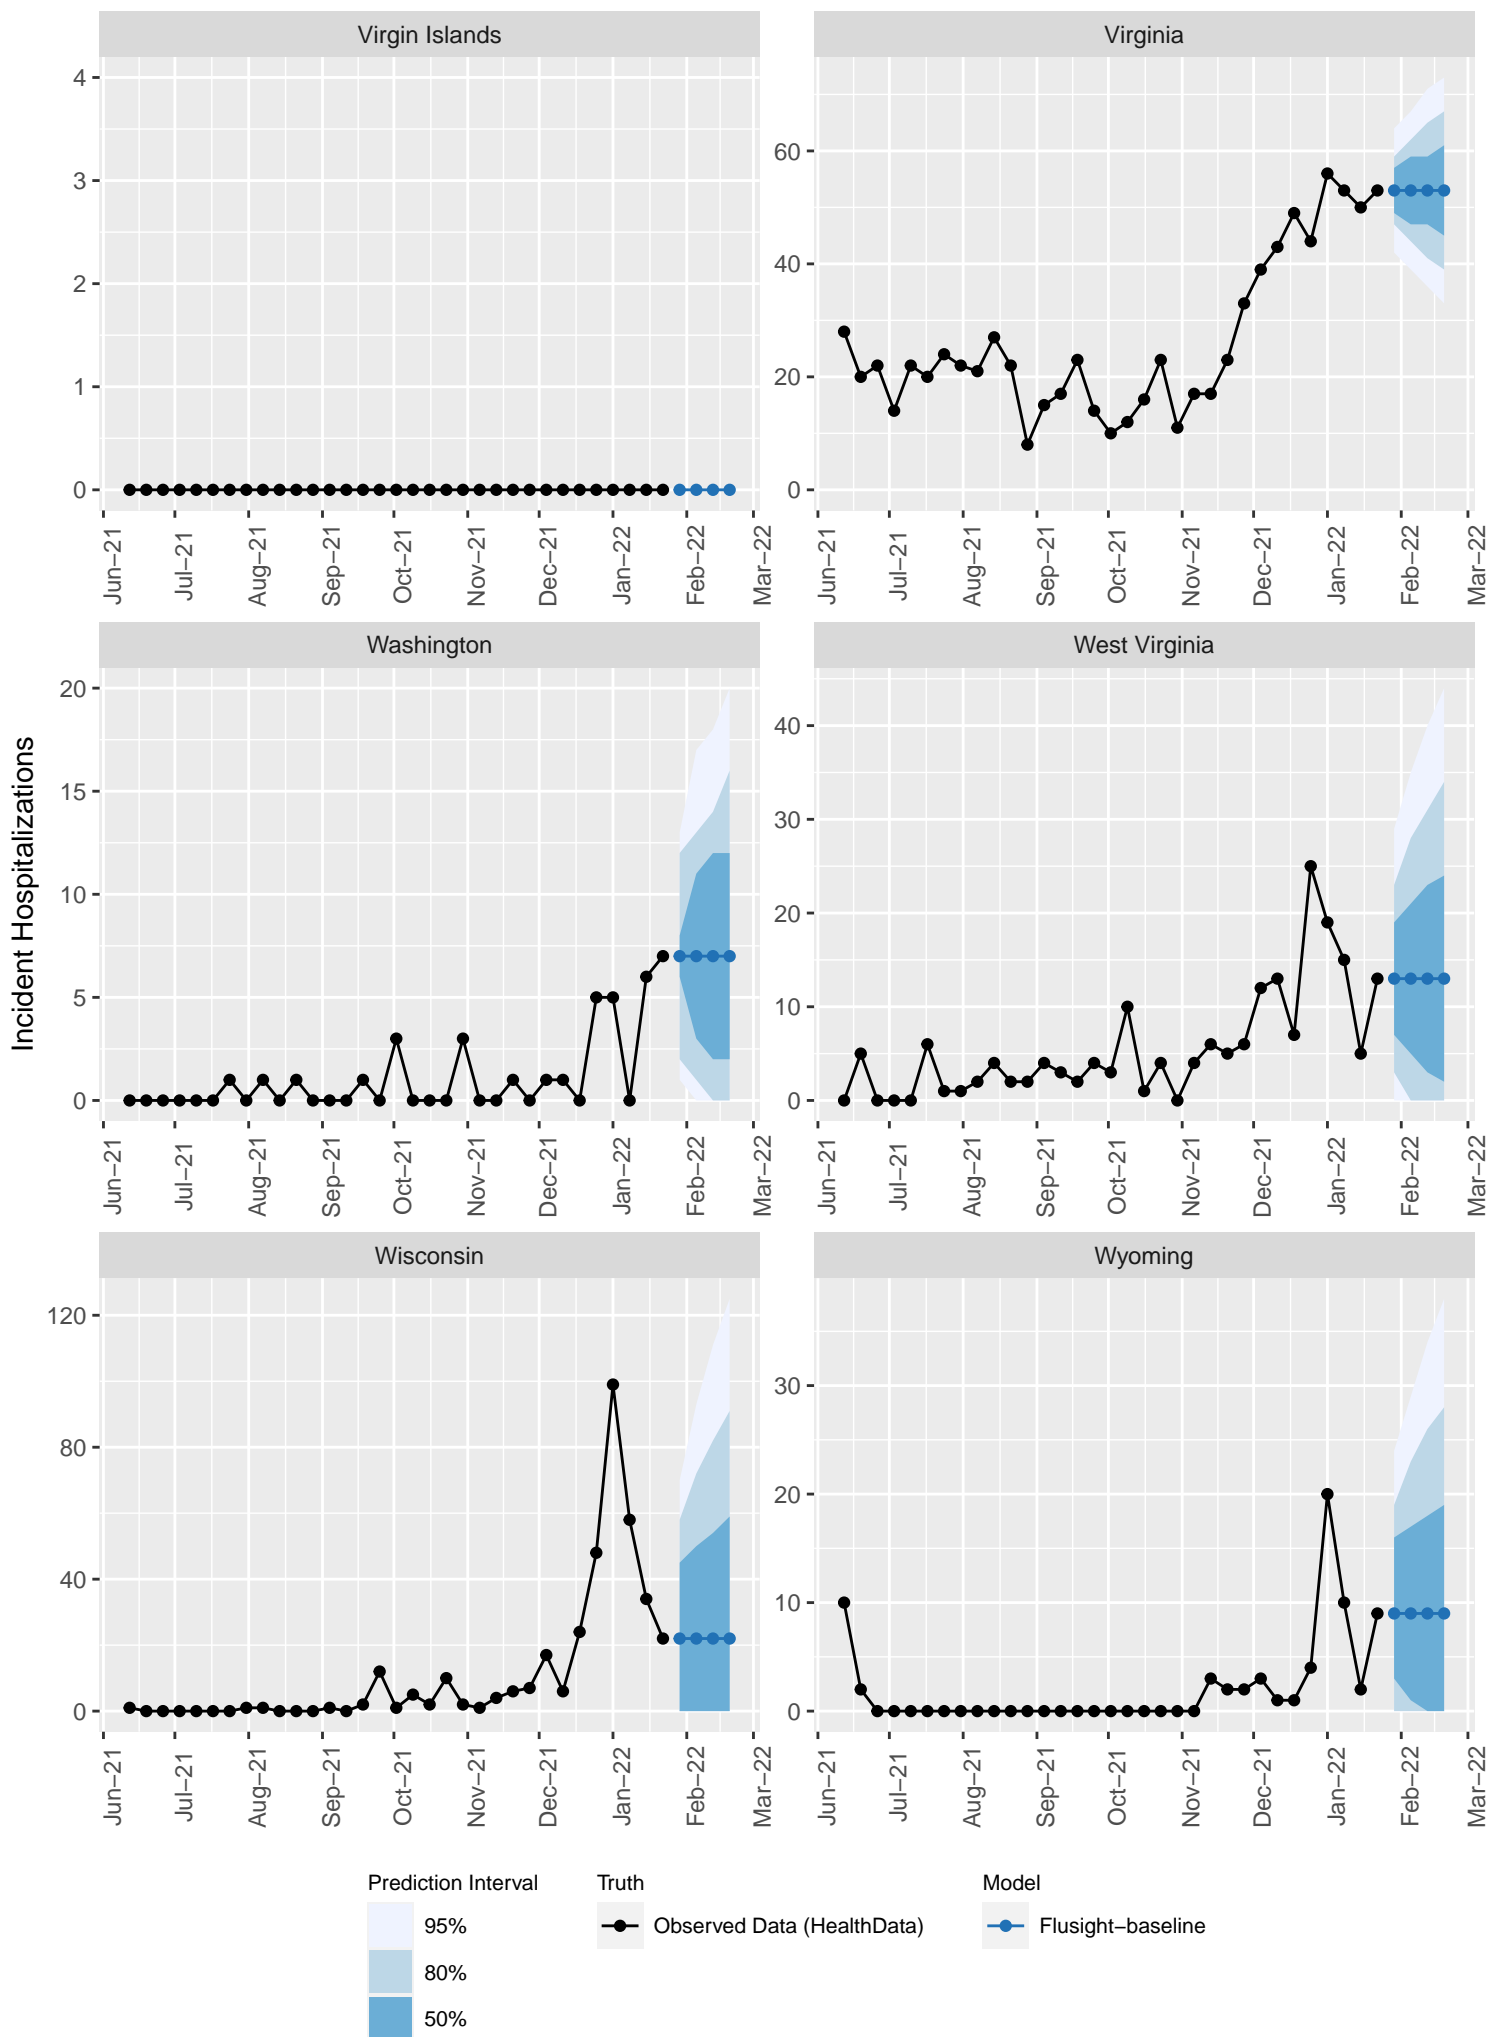 Virgin Islands
Virginia
4
3
2
1
0
60
40
20
0
Jun−21
Jul−21
Aug−21
Sep−21
Oct−21
Nov−21
Dec−21
Jan−22
Feb−22
Mar−22
Jun−21
Jul−21
Aug−21
Sep−21
Oct−21
Nov−21
Dec−21
Jan−22
Feb−22
Mar−22
Incident Hospitalizations
Washington
West Virginia
20
15
10
5
0
40
30
20
10
0
Jun−21
Jul−21
Aug−21
Sep−21
Oct−21
Nov−21
Dec−21
Jan−22
Feb−22
Mar−22
Jun−21
Jul−21
Aug−21
Sep−21
Oct−21
Nov−21
Dec−21
Jan−22
Feb−22
Mar−22
Wisconsin
Wyoming
120
80
40
0
30
20
10
0
Jun−21
Jul−21
Aug−21
Sep−21
Oct−21
Nov−21
Dec−21
Jan−22
Feb−22
Mar−22
Jun−21
Jul−21
Aug−21
Sep−21
Oct−21
Nov−21
Dec−21
Jan−22
Feb−22
Mar−22
Prediction Interval
95%
80%
50%
Truth
Observed Data (HealthData)
Model
Flusight−baseline